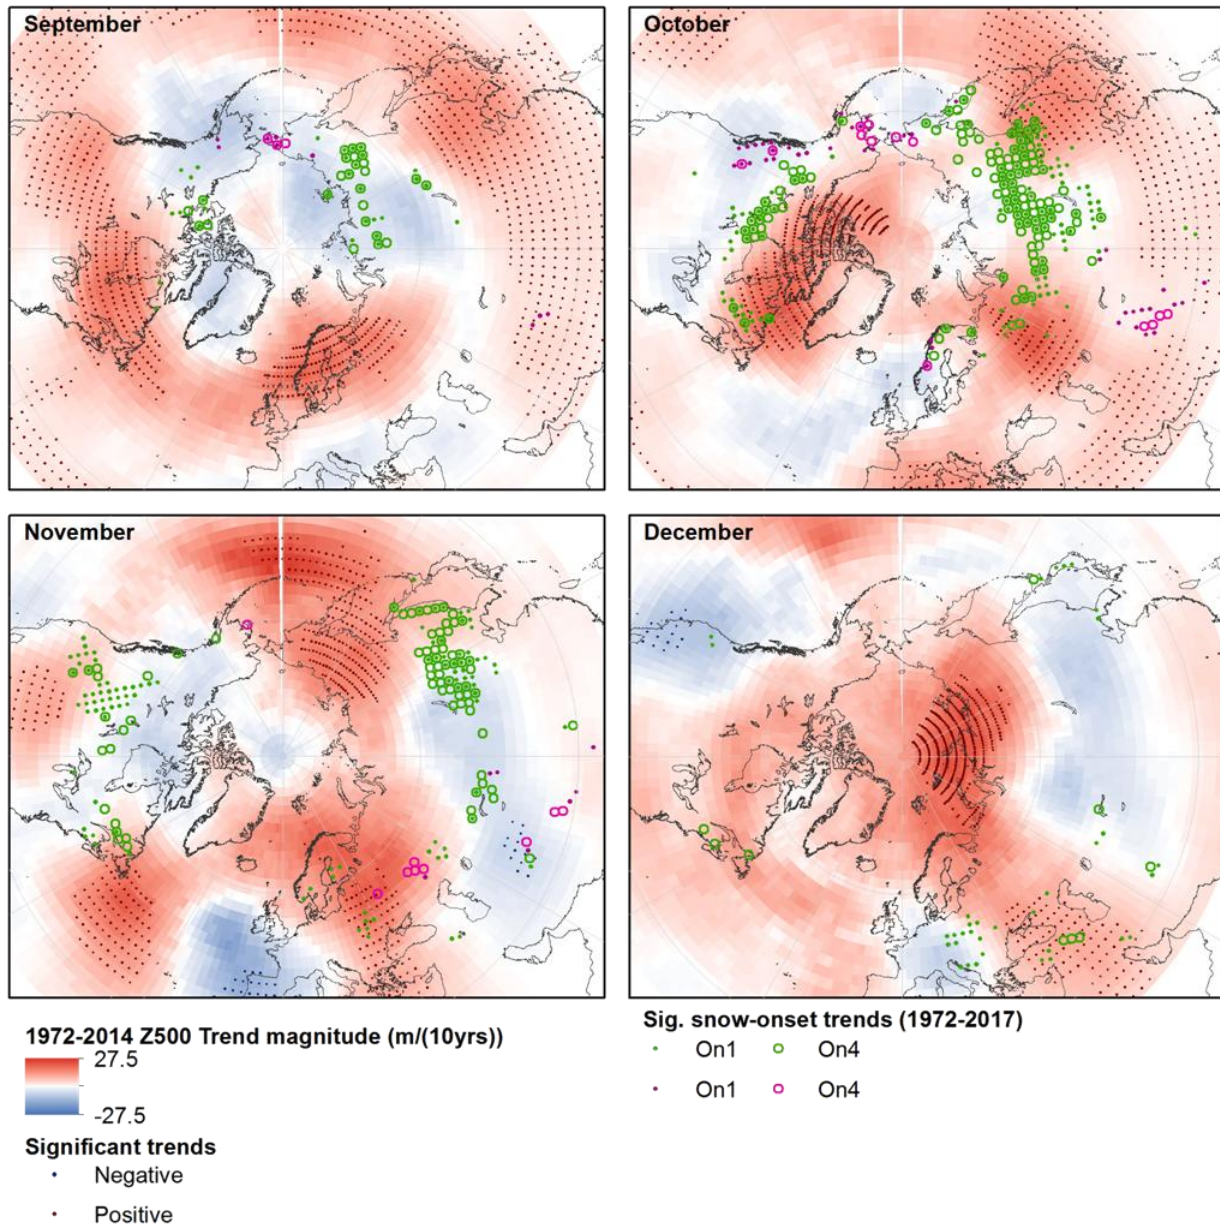 September
October
November
December
1972-2014 Z500 Trend magnitude (m/(10yrs))
27.5
-27.5
Significant trends
Negative
Positive
Sig. snow-onset trends (1972-2017)
On1 On4
On1 On4